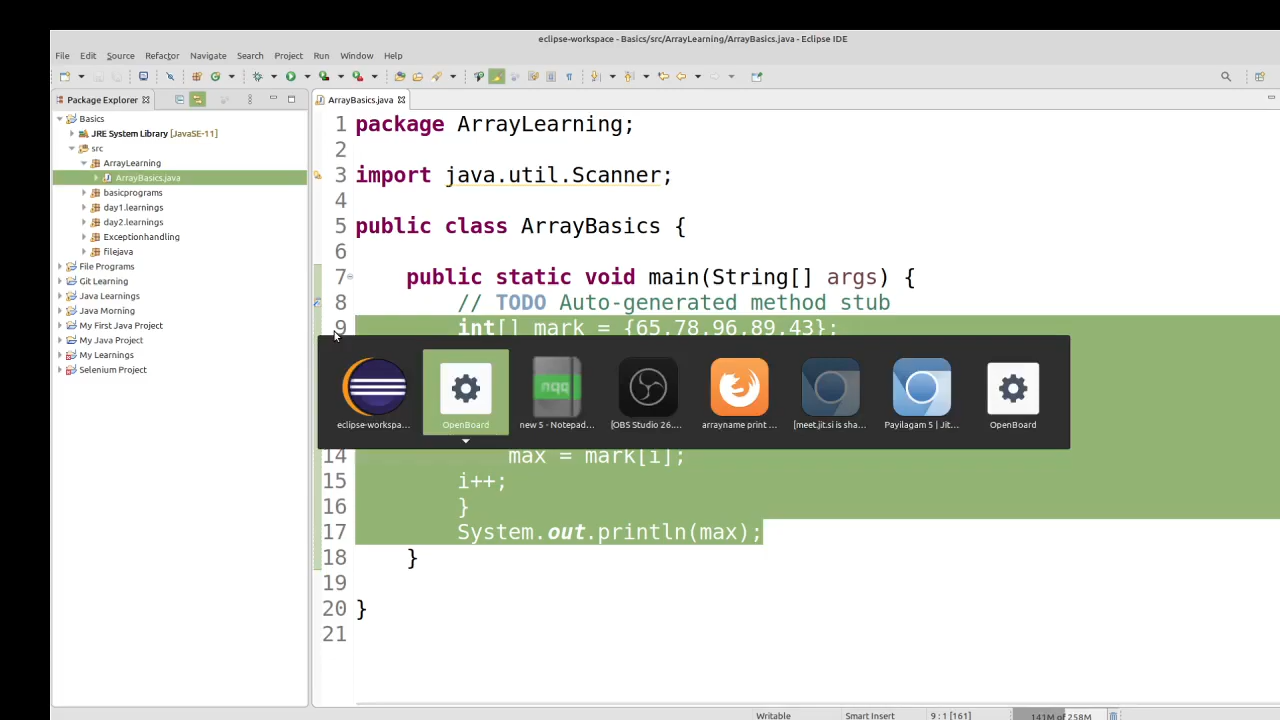 eclipse-workspace - Basics/src/ArrayLearning/ArrayBasics.java - Eclipse IDE
File Edit Source Refactor Navigate Search Project Run Window Help
Package Explorer
ArrayBasics.java
Basics
JRE System Library [JavaSE-11]
src
ArrayLearning
ArrayBasics.java
basicprograms
day1.learnings
day2.learnings
Exceptionhandling
filejava
File Programs
Git Learning
Java Learnings
Java Morning
My First Java Project
My Java Project
My Learnings
Selenium Project
1 package ArrayLearning;
2
3 import java.util.Scanner;
4
5 public class ArrayBasics {
6
7 public static void main(String[] args) {
8 // TODO Auto-generated method stub
9 int[] mark = {65,78,96,89,43};
eclipse-workspa... OpenBoard new 5 - Notepad... [OBS Studio 26.... arrayname print ... [meet.jit.si is sha... Payilagam 5 | Jit... OpenBoard
nqq
14 max = mark[i];
15 i++;
16 }
17 System.out.println(max);
18 }
19
20 }
21
Writable Smart Insert 9 : 1 [161] 141M of 258M